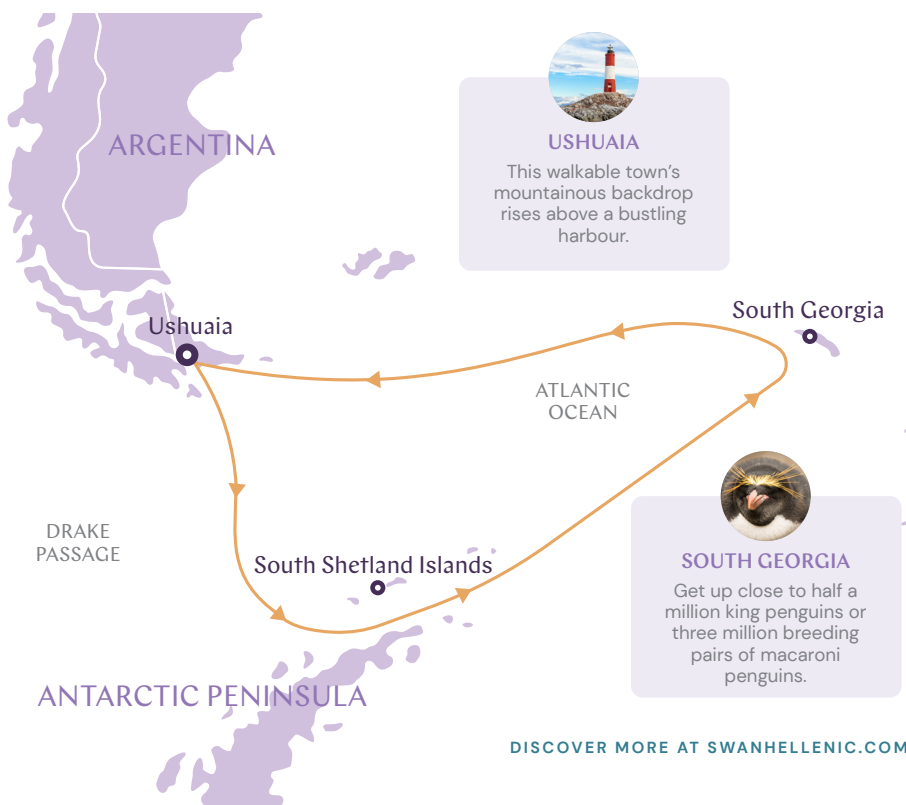 ARGENTINA
USHUAIA
This walkable town’s
mountainous backdrop
rises above a bustling
harbour.
Ushuaia
South Georgia
ATLANTIC
OCEAN
DRAKE
PASSAGE
South Shetland Islands
SOUTH GEORGIA
Get up close to half a
million king penguins or
three million breeding
pairs of macaroni
penguins.
ANTARCTIC PENINSULA
DISCOVER MORE AT SWANHELLENIC.COM